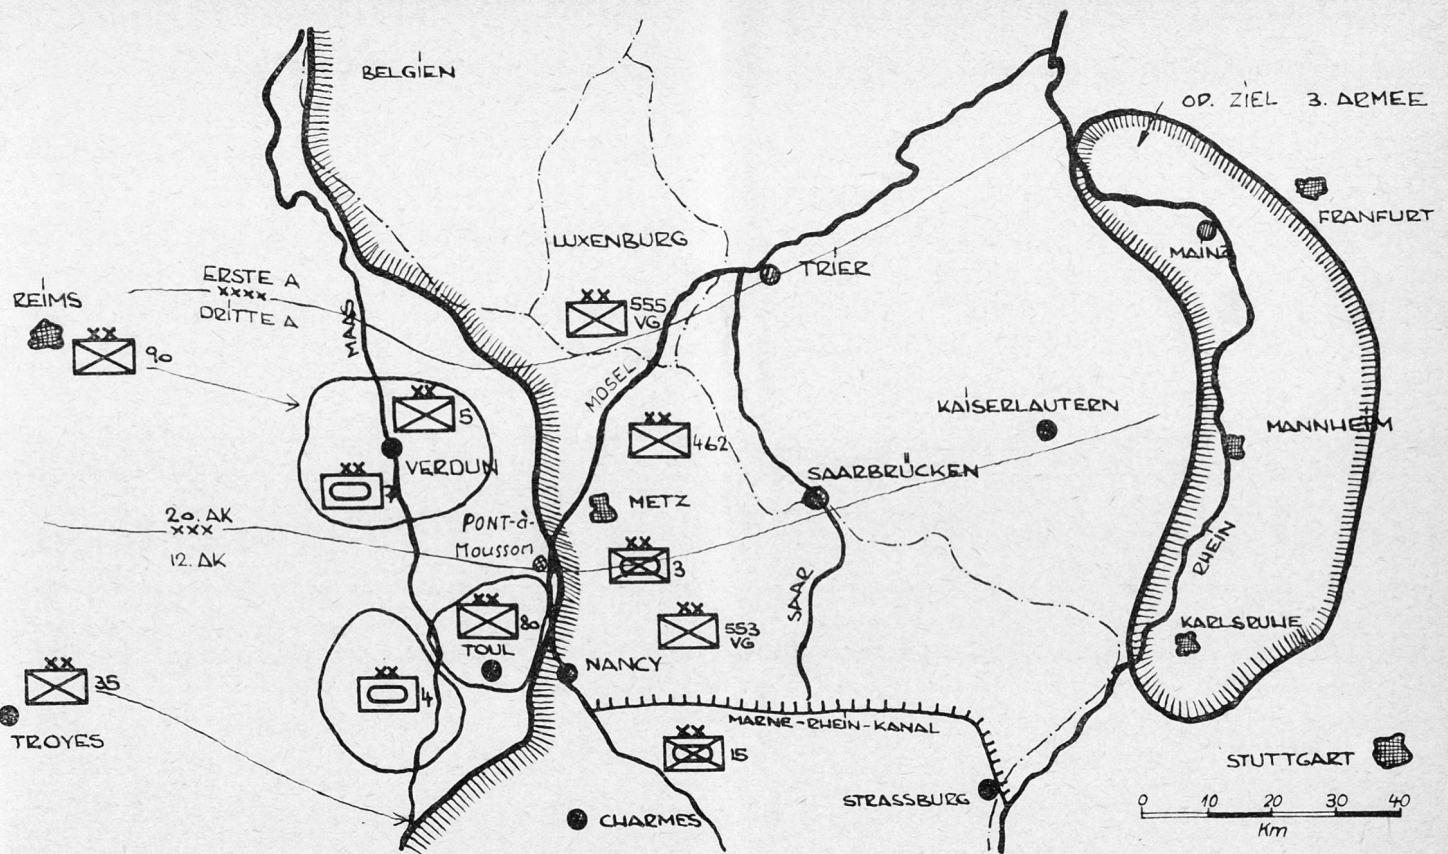 BELGIEN
OP. ZIEL 3. ARMEE
FRANFURT
MAINZ
LUXENBURG
TRIER
ERSTE A
XXXX
DRITTE A
REIMS
XX
90
MAAS
XX
555
VG
MOSEL
XX
5
VERDUN
XX
7
XX
462
KAISERLAUTERN
MANNHEIM
SAARBRÜCKEN
METZ
20. AK
XXX
12. AK
PONT-à-
Mousson
3
RHEIN
SAAR
XX
80
TOUL
XX
553
VG
KARLSRUHE
NANCY
XX
35
TROYES
XX
4
MARNE-RHEIN-KANAL
XX
15
STRASSBURG
CHARMES
STUTTGART
0 10 20 30 40
Km